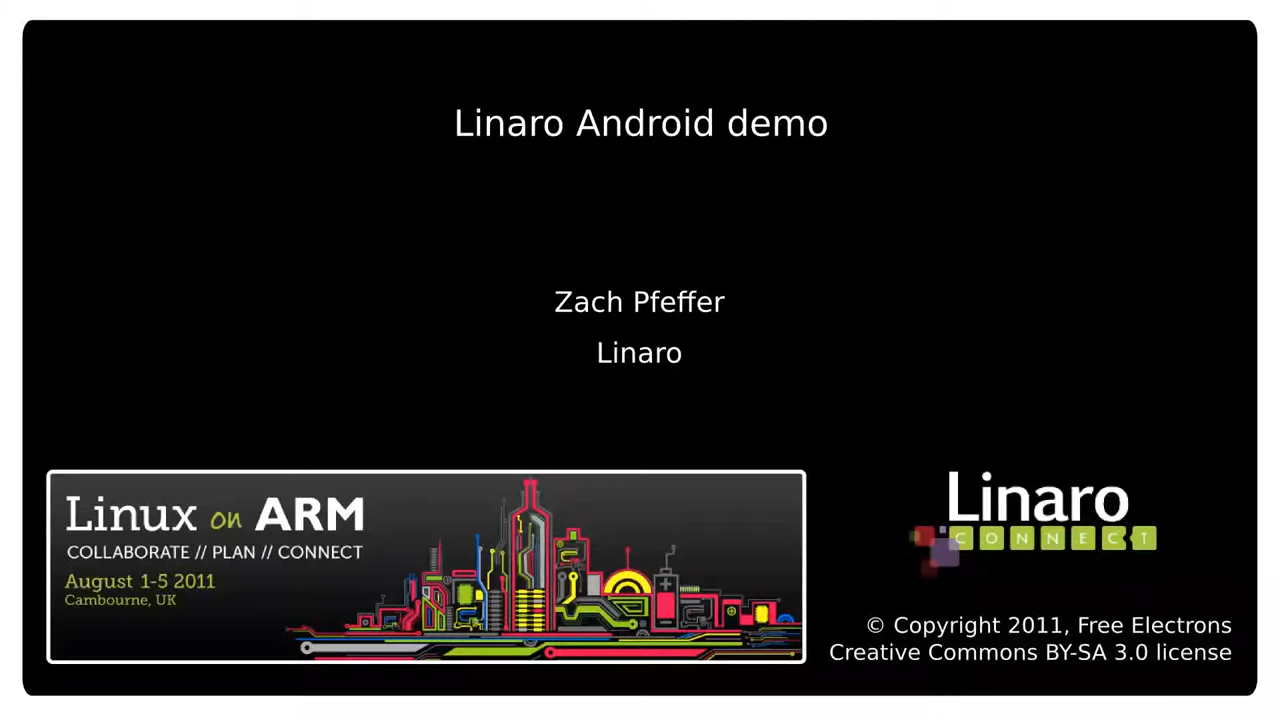 Linaro Android demo
Zach Pfeffer
Linaro
Linux on ARM
COLLABORATE // PLAN // CONNECT
August 1-5 2011
Cambourne, UK
Linaro
CONNECT
© Copyright 2011, Free Electrons
Creative Commons BY-SA 3.0 license